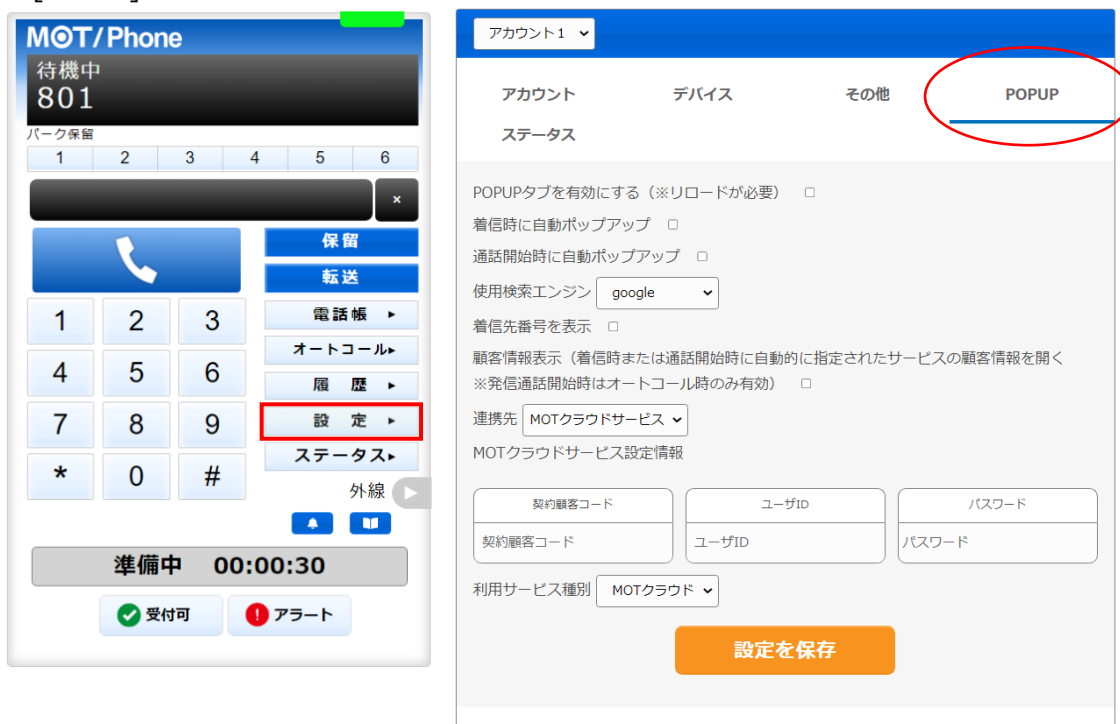 MOT/Phone
待機中
801
パーク保留
1 2 3 4 5 6
×
保留
転送
1 2 3
電話帳
オートコール
4 5 6
履 歴
7 8 9
設 定
ステータス
* 0 #
外線
準備中 00:00:30
受付可
! アラート
アカウント1
アカウント デバイス その他 POPUP
ステータス
POPUPタブを有効にする（※リロードが必要）
着信時に自動ポップアップ
通話開始時に自動ポップアップ
使用検索エンジン google
着信先番号を表示
顧客情報表示（着信時または通話開始時に自動的に指定されたサービスの顧客情報を開く
※発信通話開始時はオートコール時のみ有効）
連携先 MOTクラウドサービス
MOTクラウドサービス設定情報
契約顧客コード ユーザID パスワード
契約顧客コード ユーザID パスワード
利用サービス種別 MOTクラウド
設定を保存